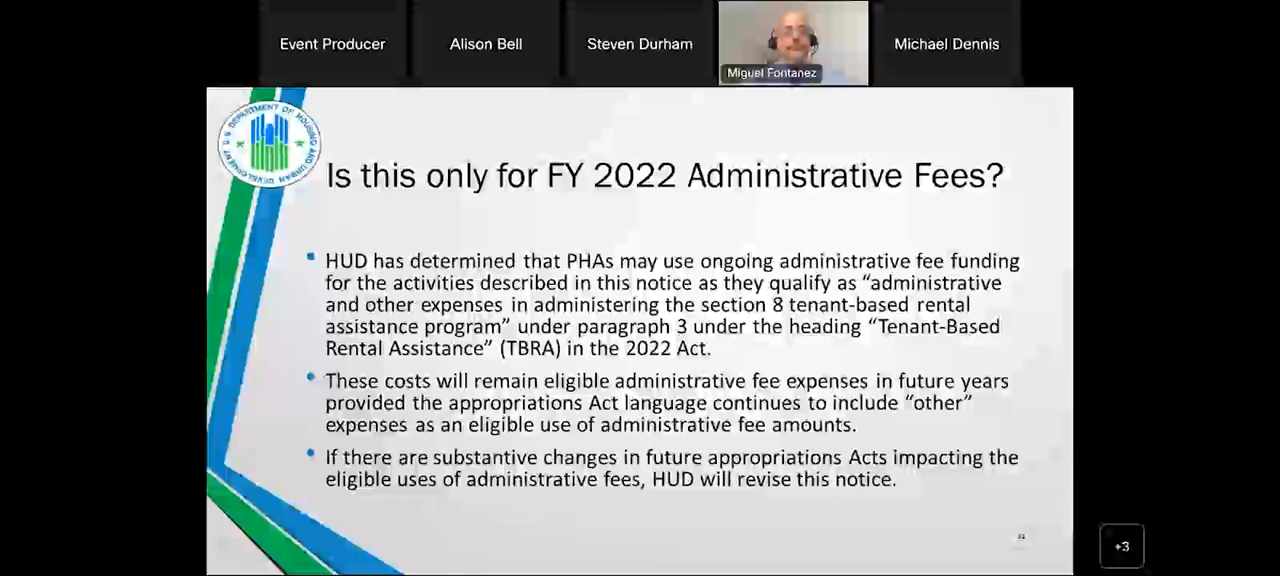 Event Producer
Alison Bell
Steven Durham
Miguel Fontanez
Michael Dennis
U.S. DEPARTMENT OF HOUSING AND URBAN DEVELOPMENT
Is this only for FY 2022 Administrative Fees?
HUD has determined that PHAs may use ongoing administrative fee funding
for the activities described in this notice as they qualify as “administrative
and other expenses in administering the section 8 tenant-based rental
assistance program” under paragraph 3 under the heading “Tenant-Based
Rental Assistance” (TBRA) in the 2022 Act.
These costs will remain eligible administrative fee expenses in future years
provided the appropriations Act language continues to include “other”
expenses as an eligible use of administrative fee amounts.
If there are substantive changes in future appropriations Acts impacting the
eligible uses of administrative fees, HUD will revise this notice.
+3